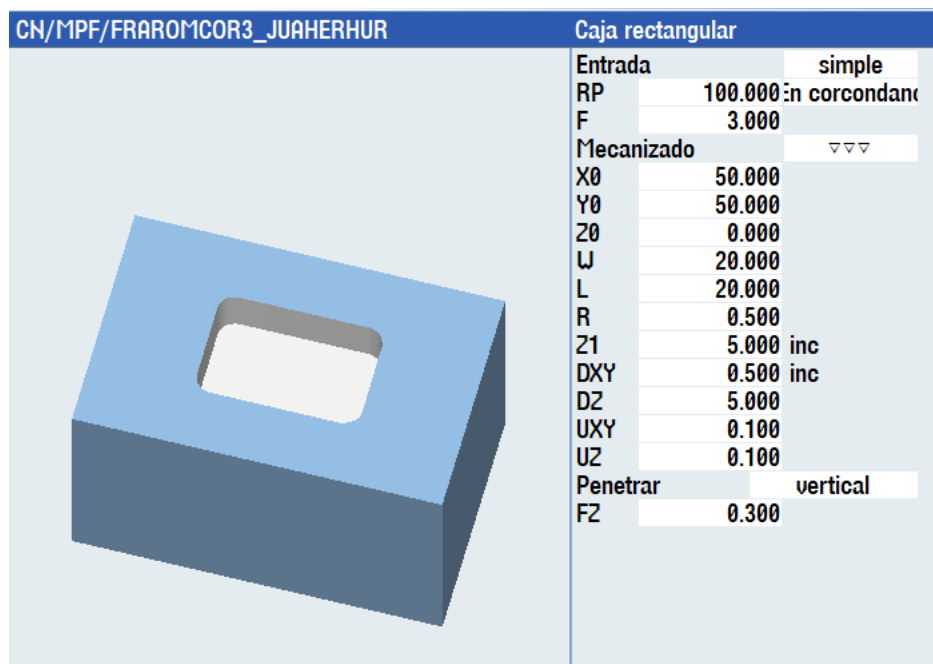 CN/MPF/FRAROMCOR3_JUAHERHUR
Caja rectangular
Entrada simple
RP 100.000 En corcondanc
F 3.000
Mecanizado ▽▽▽
X0 50.000
Y0 50.000
Z0 0.000
W 20.000
L 20.000
R 0.500
Z1 5.000 inc
DXY 0.500 inc
DZ 5.000
UXY 0.100
UZ 0.100
Penetrar vertical
FZ 0.300